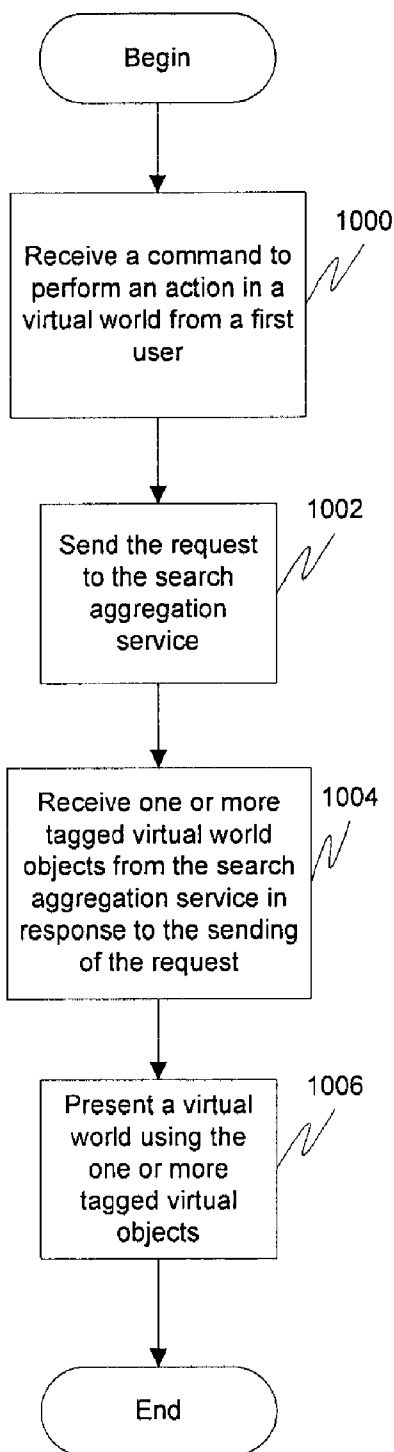 Begin
1000
Receive a command to
perform an action in a
virtual world from a first
user
1002
Send the request
to the search
aggregation
service
1004
Receive one or more
tagged virtual world
objects from the search
aggregation service in
response to the sending
of the request
1006
Present a virtual
world using the
one or more
tagged virtual
objects
End